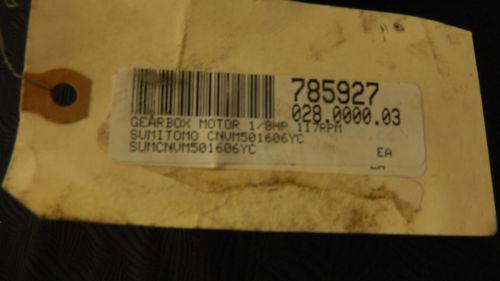 785927
028.0000.03
GEARBOX MOTOR 1/8HP 117RPM
SUMITOMO CNVM501606YC
SUMCNVM501606YC EA